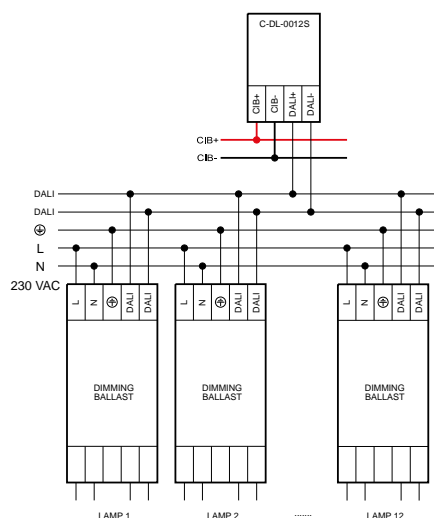 C-DL-0012S
CIB+ CIB- DALI+ DALI-
CIB+
CIB-
DALI
DALI
L
N
230 VAC
L N DALI DALI
L N DALI DALI
L N DALI DALI
DIMMING
BALLAST
DIMMING
BALLAST
DIMMING
BALLAST
LAMP 1
LAMP 2
........
LAMP 12